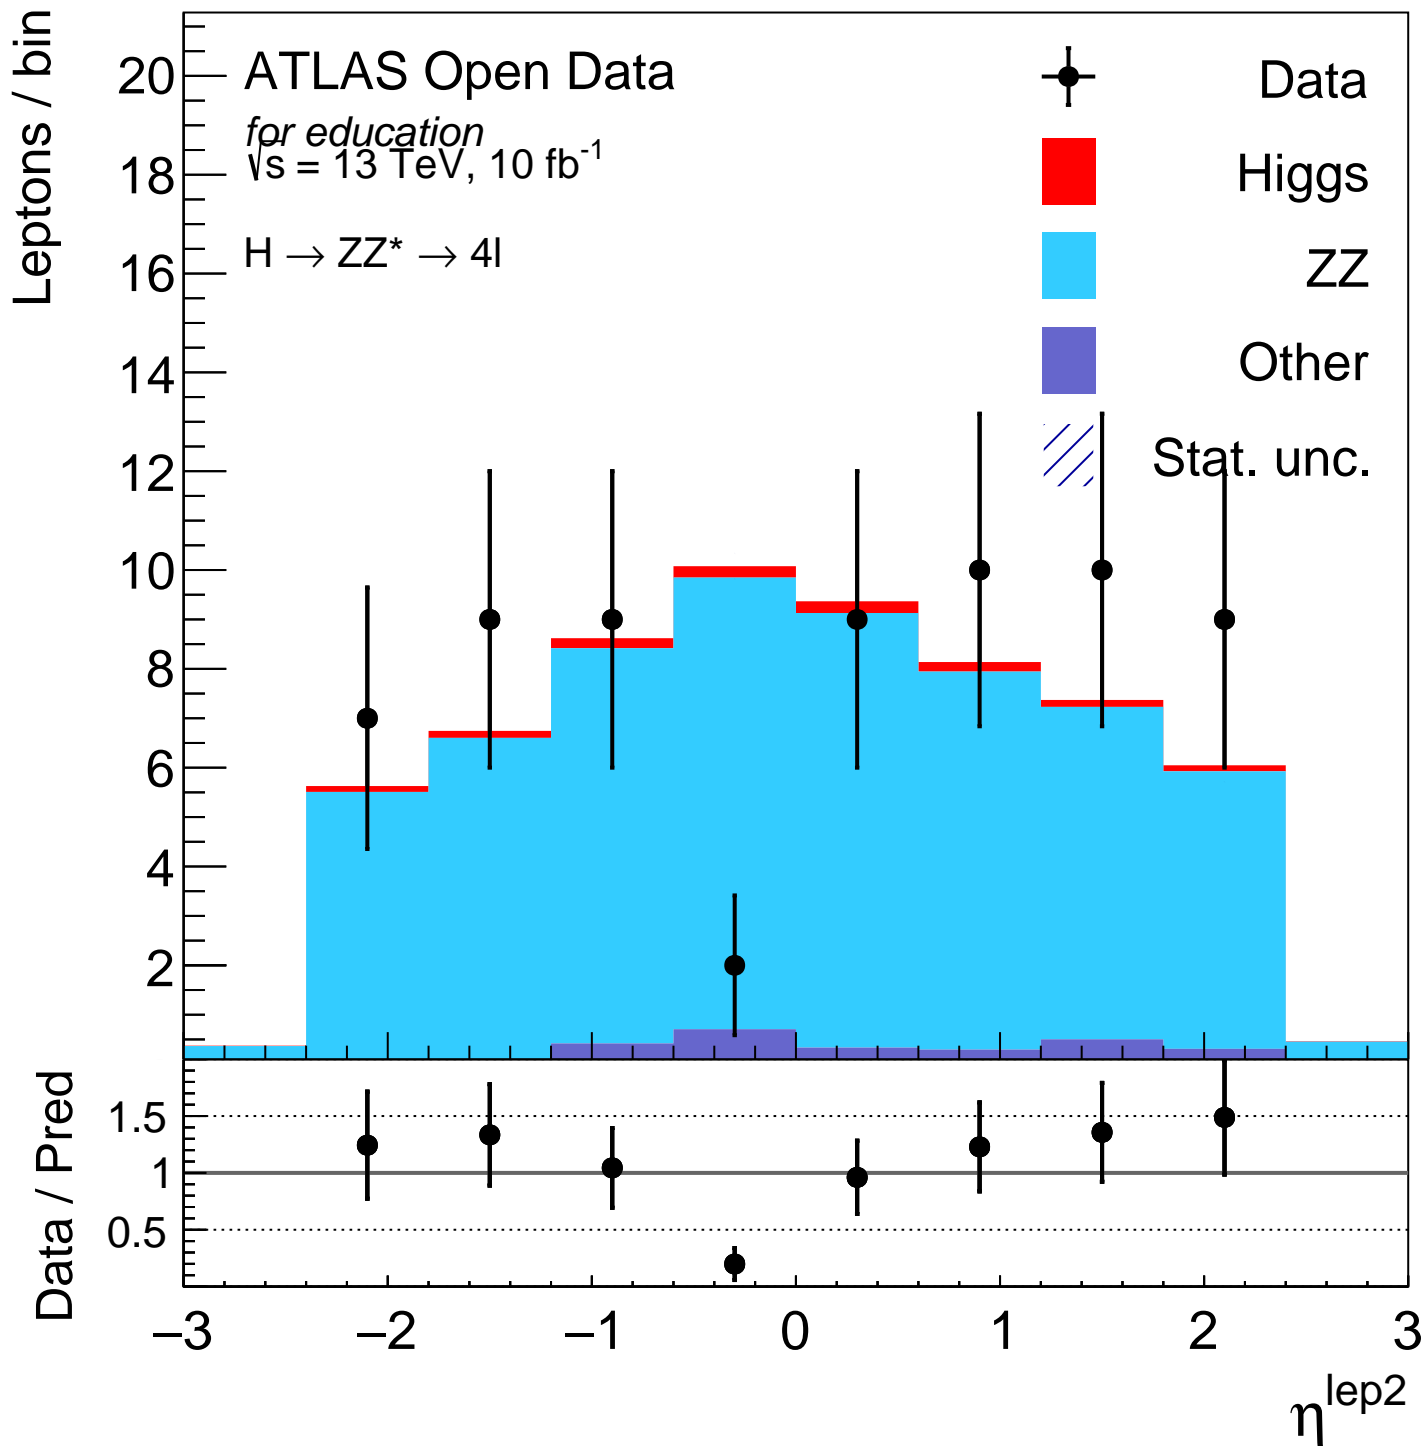 Leptons / bin
20
18
16
14
12
10
8
6
4
2
ATLAS Open Data
for education
√s = 13 TeV, 10 fb⁻¹
H → ZZ* → 4l
Data
Higgs
ZZ
Other
Stat. unc.
Data / Pred
1.5
1
0.5
−3 −2 −1 0 1 2 3
η^lep2